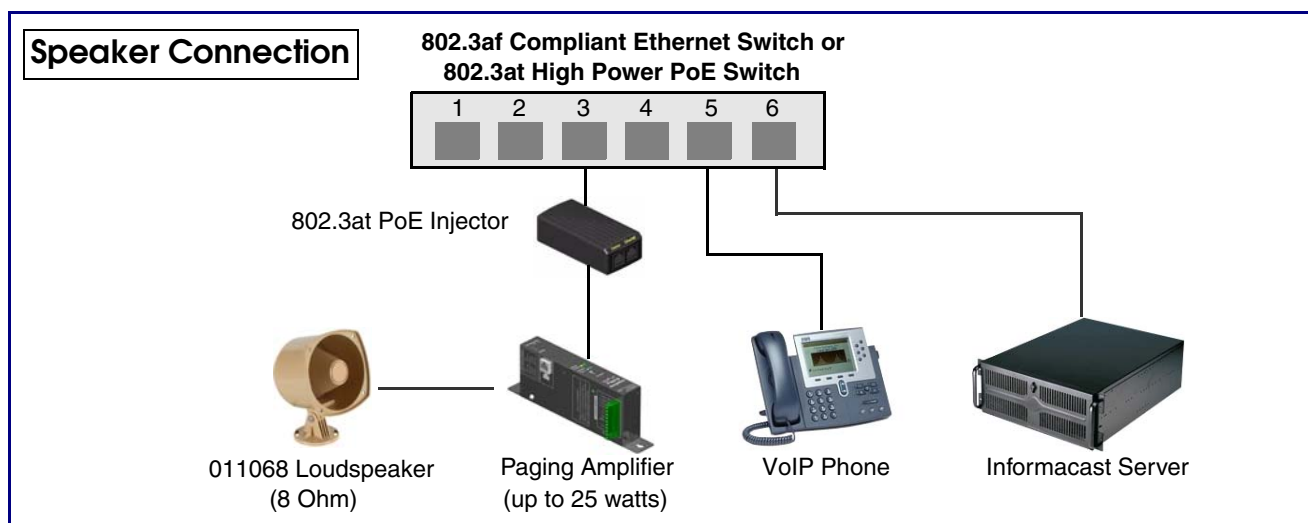 Speaker Connection
802.3af Compliant Ethernet Switch or
802.3at High Power PoE Switch
1 2 3 4 5 6
802.3at PoE Injector
011068 Loudspeaker
(8 Ohm)
Paging Amplifier
(up to 25 watts)
VoIP Phone
Informacast Server